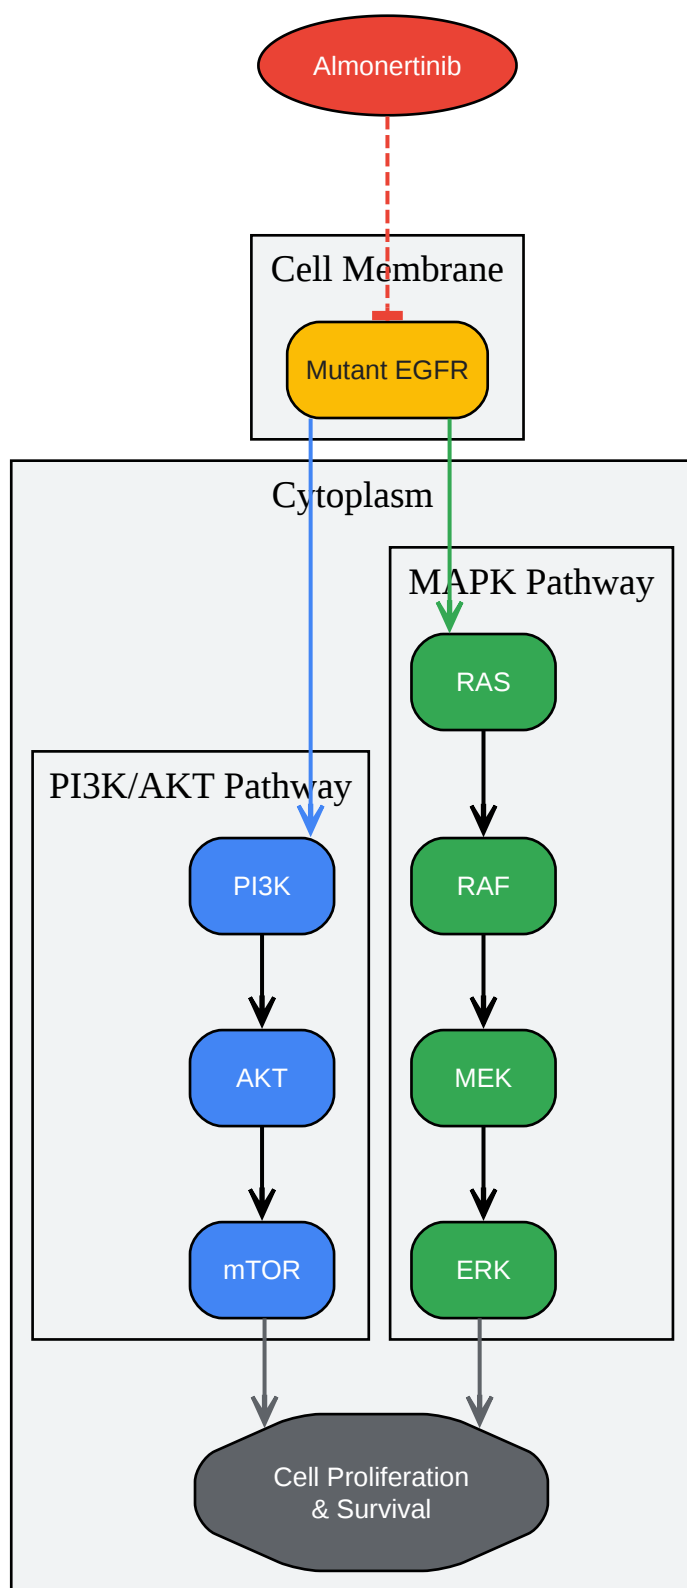 Almonertinib
Cell Membrane
Mutant EGFR
Cytoplasm
MAPK Pathway
RAS
PI3K/AKT Pathway
PI3K
RAF
AKT
MEK
mTOR
ERK
Cell Proliferation
& Survival